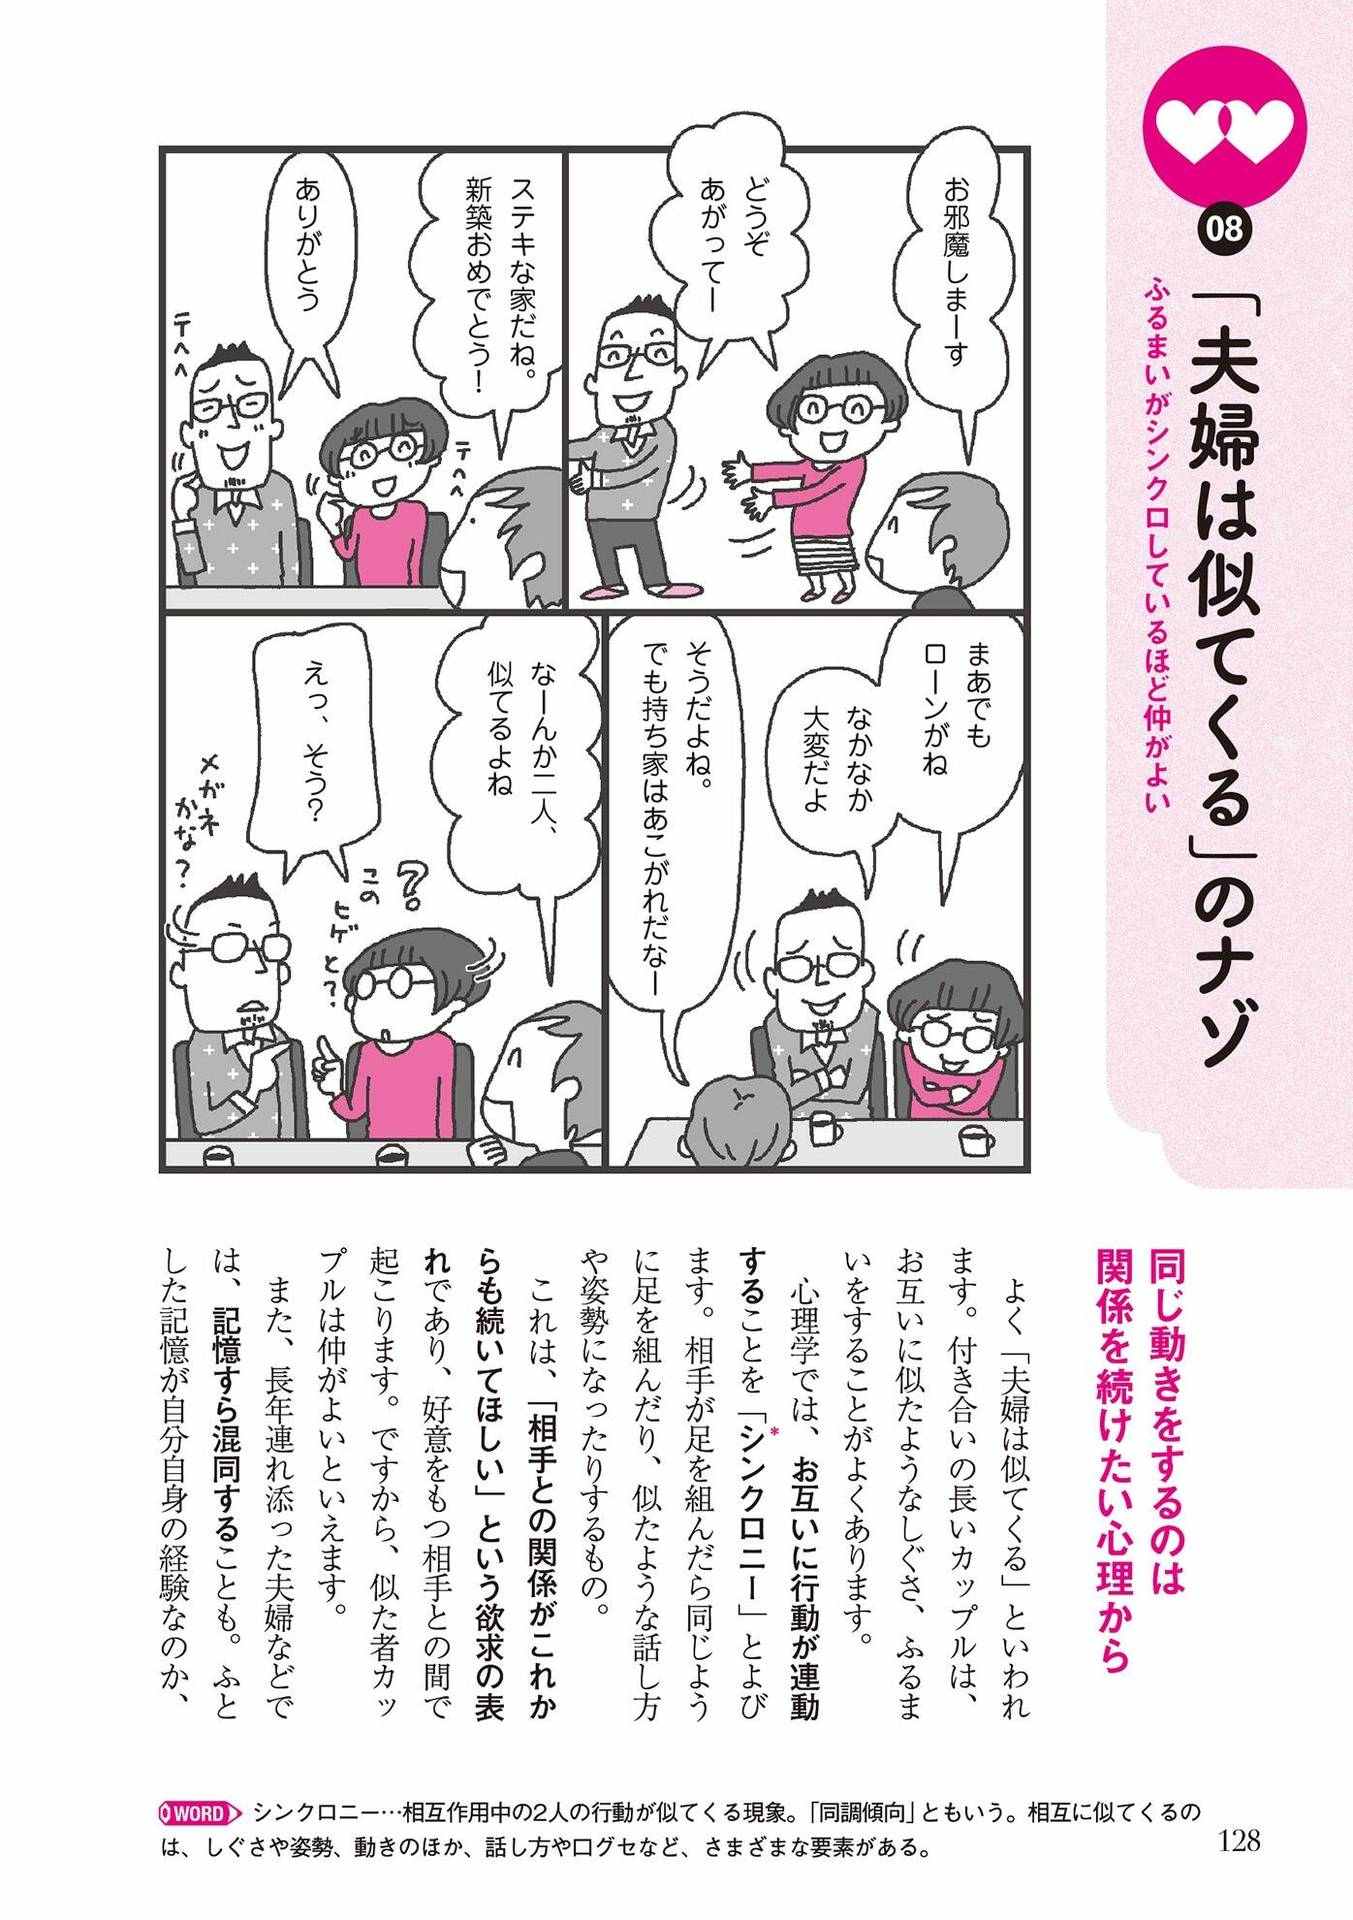 08
「夫婦は似てくる」のナゾ
ふるまいがシンクロしているほど仲がよい
お邪魔しまーす
どうぞ
あがってー
ステキな家だね。
新築おめでとう！
ありがとう
テヘヘ
テヘヘ
まあでも
ローンがね
なかなか
大変だよ
そうだよね。
でも持ち家はあこがれだなー
なーんか二人、
似てるよね
えっ、そう？
？
この
ヒゲと？
メガネ
かな？
同じ動きをするのは
関係を続けたい心理から
よく「夫婦は似てくる」といわれ
ます。付き合いの長いカップルは、
お互いに似たようなしぐさ、ふるま
いをすることがよくあります。
心理学では、お互いに行動が連動
することを「シンクロニー*」とよび
ます。相手が足を組んだら同じよう
に足を組んだり、似たような話し方
や姿勢になったりするもの。
これは、「相手との関係がこれか
らも続いてほしい」という欲求の表
れであり、好意をもつ相手との間で
起こります。ですから、似た者カッ
プルは仲がよいといえます。
また、長年連れ添った夫婦などで
は、記憶すら混同することも。ふと
した記憶が自分自身の経験なのか、
WORD シンクロニー…相互作用中の2人の行動が似てくる現象。「同調傾向」ともいう。相互に似てくるの
は、しぐさや姿勢、動きのほか、話し方や口グセなど、さまざまな要素がある。
128